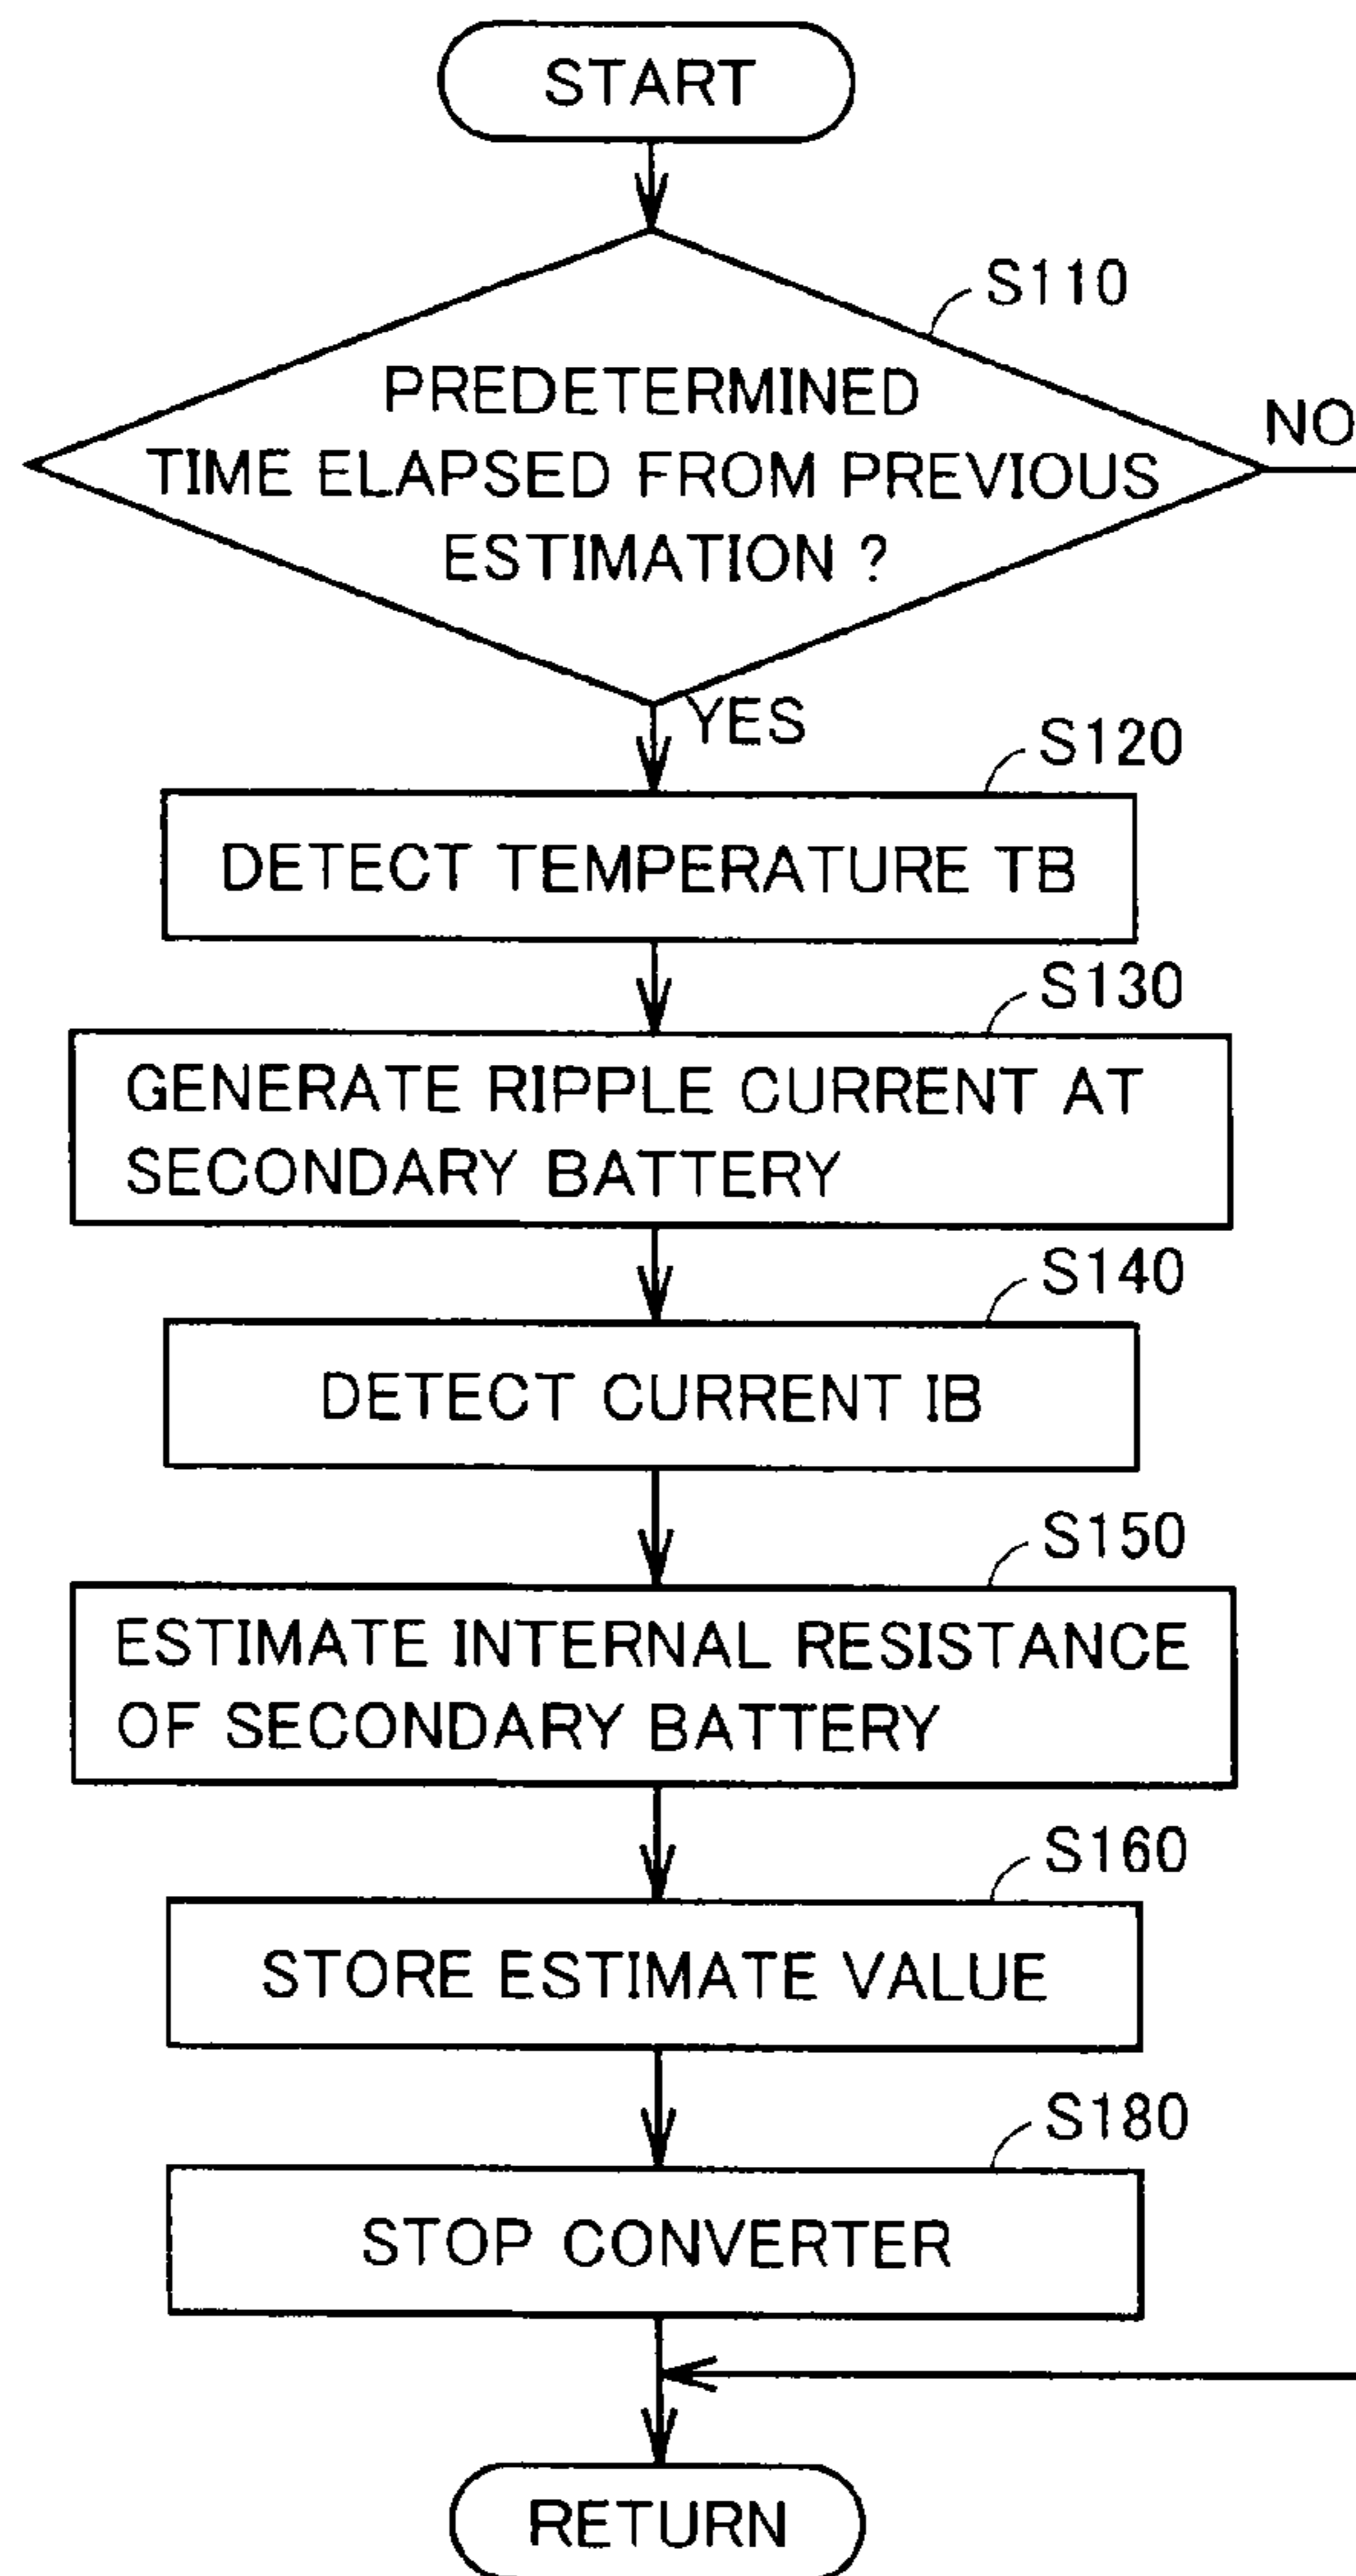 START
S110
PREDETERMINED
NO
TIME ELAPSED FROM PREVIOUS
ESTIMATION ?
YES
S120
DETECT TEMPERATURE TB
S130
GENERATE RIPPLE CURRENT AT
SECONDARY BATTERY
S140
DETECT CURRENT IB
S150
ESTIMATE INTERNAL RESISTANCE
OF SECONDARY BATTERY
S160
STORE ESTIMATE VALUE
S180
STOP CONVERTER
RETURN